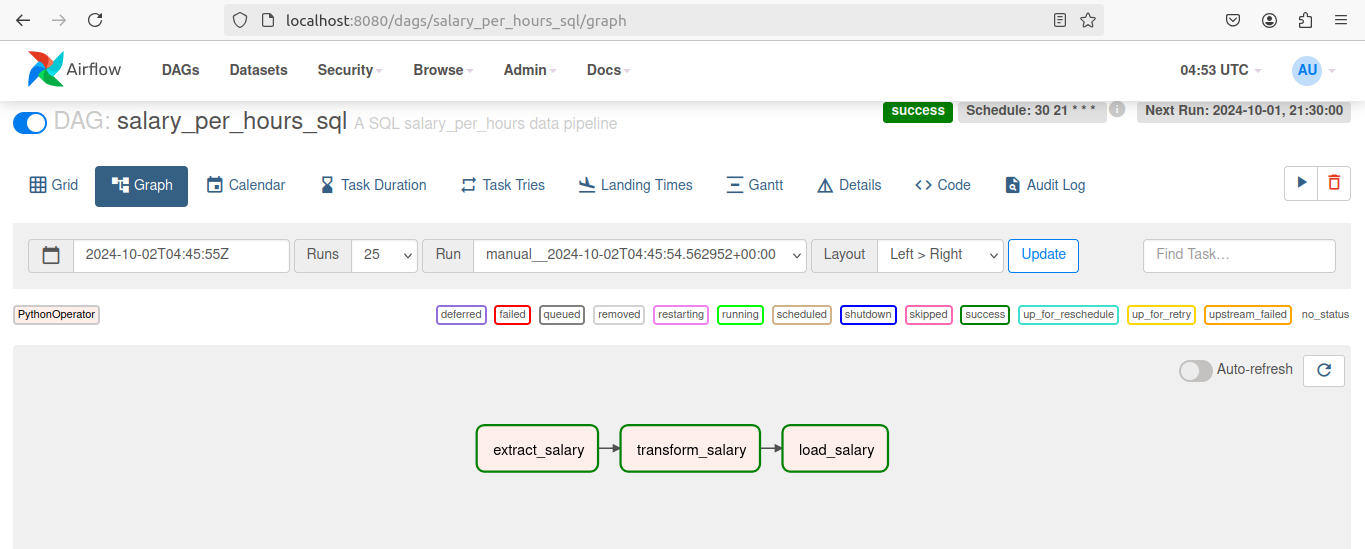 localhost:8080/dags/salary_per_hours_sql/graph
Airflow DAGs Datasets Security Browse Admin Docs 04:53 UTC AU
DAG: salary_per_hours_sql A SQL salary_per_hours data pipeline success Schedule: 30 21 * * * i Next Run: 2024-10-01, 21:30:00
Grid Graph Calendar Task Duration Task Tries Landing Times Gantt Details Code Audit Log
2024-10-02T04:45:55Z Runs 25 Run manual__2024-10-02T04:45:54.562952+00:00 Layout Left > Right Update Find Task...
PythonOperator deferred failed queued removed restarting running scheduled shutdown skipped success up_for_reschedule up_for_retry upstream_failed no_status
Auto-refresh
extract_salary transform_salary load_salary